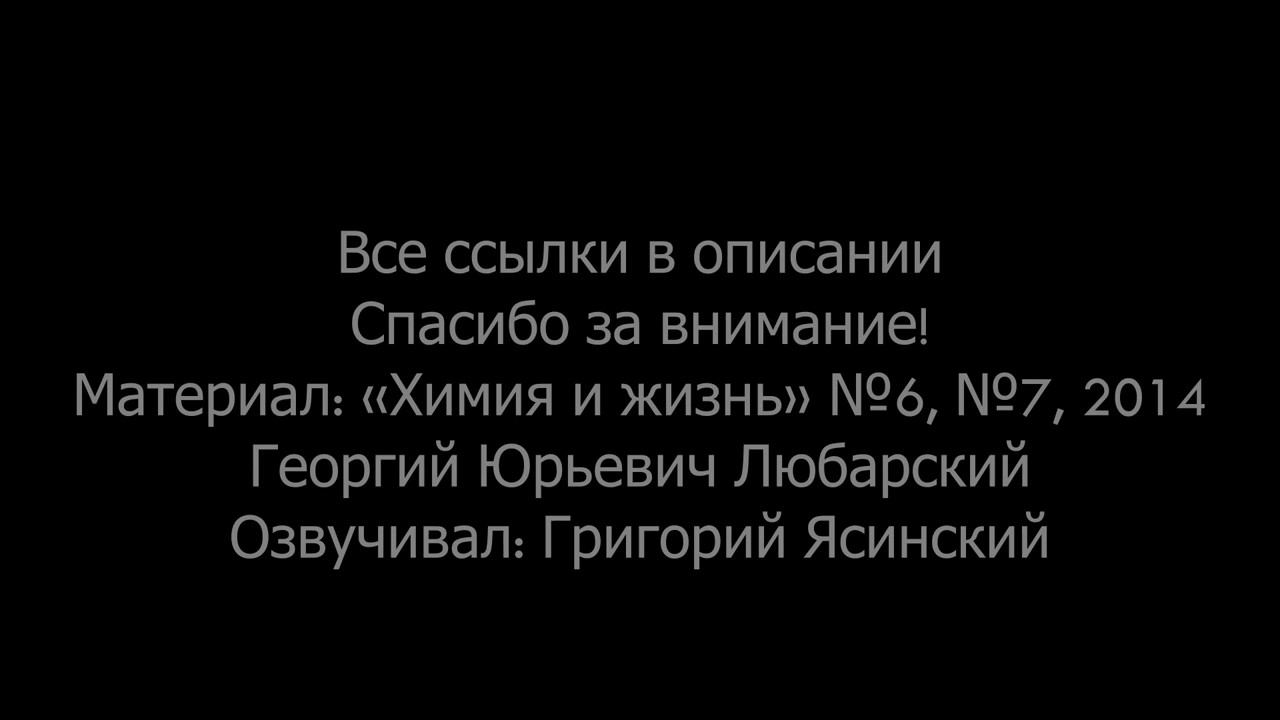 Все ссылки в описании
Спасибо за внимание!
Материал: «Химия и жизнь» №6, №7, 2014
Георгий Юрьевич Любарский
Озвучивал: Григорий Ясинский